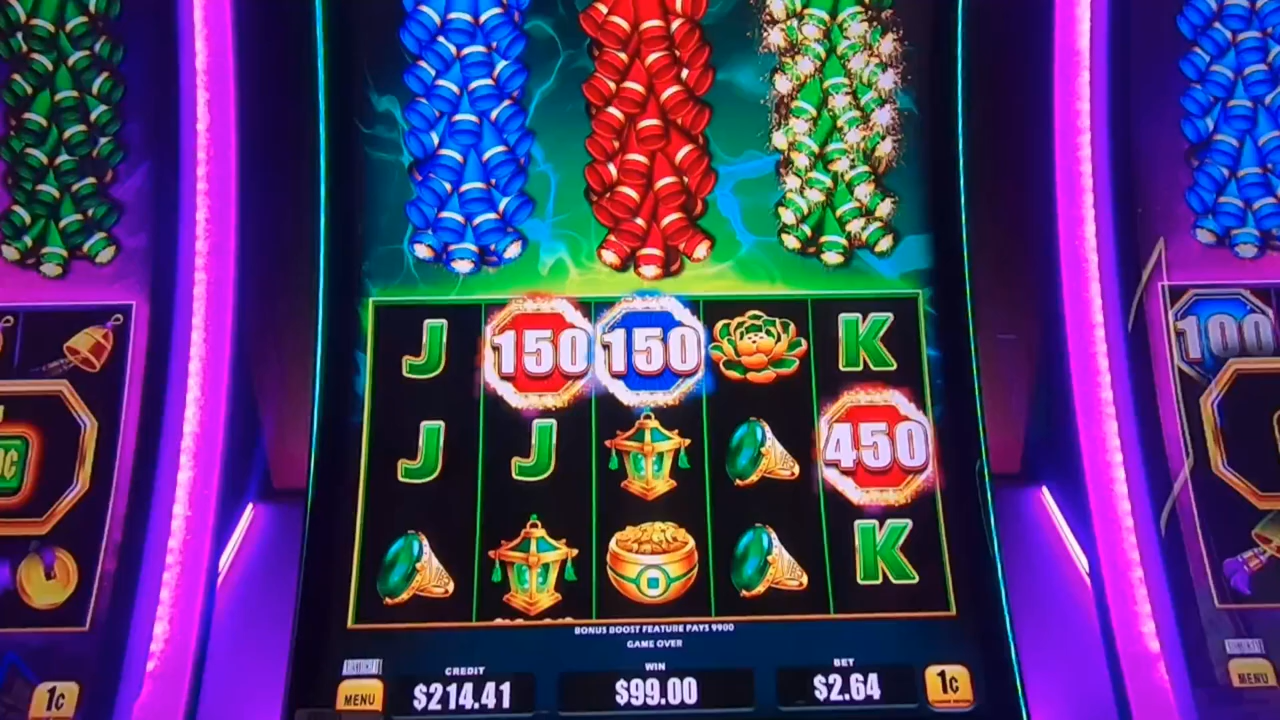 J 150 150 K
100
J J 450
K
BONUS BOOST FEATURE PAYS 9900
GAME OVER
ARISTOCRAT
CREDIT
WIN
BET
MENU
$214.41
$99.00
$2.64
1¢
1¢
MENU